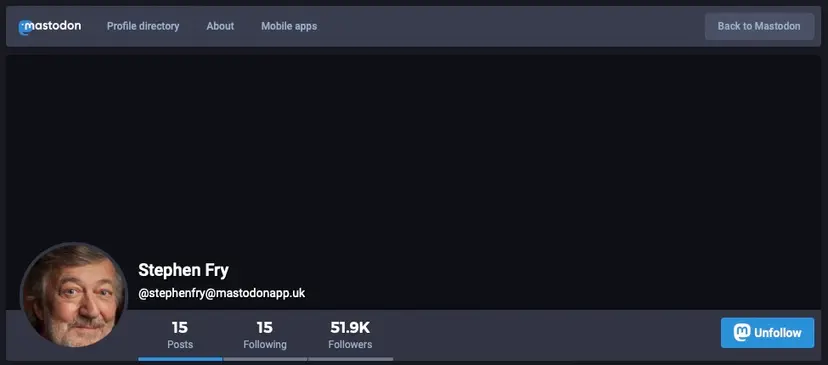 mastodon Profile directory About Mobile apps Back to Mastodon
Stephen Fry
@stephenfry@mastodonapp.uk
15 15 51.9K
Posts Following Followers
Unfollow